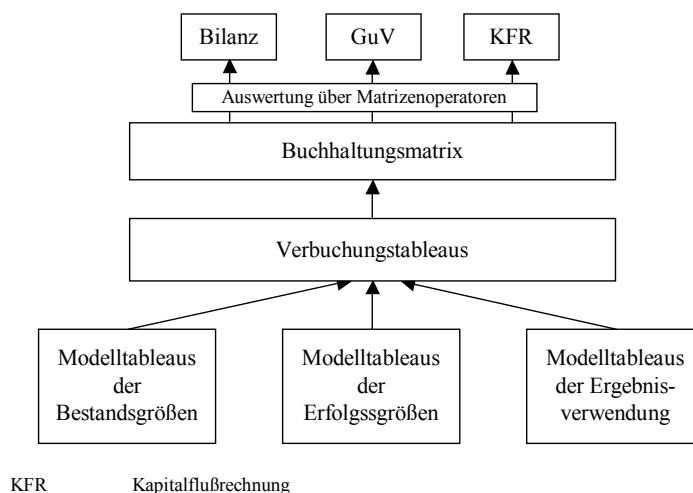 Bilanz GuV KFR
Auswertung über Matrizenoperatoren
Buchhaltungsmatrix
Verbuchungstableaus
Modelltableaus
der
Bestandsgrößen
Modelltableaus
der
Erfolgssgrößen
Modelltableaus
der Ergebnis-
verwendung
KFR Kapitalflußrechnung